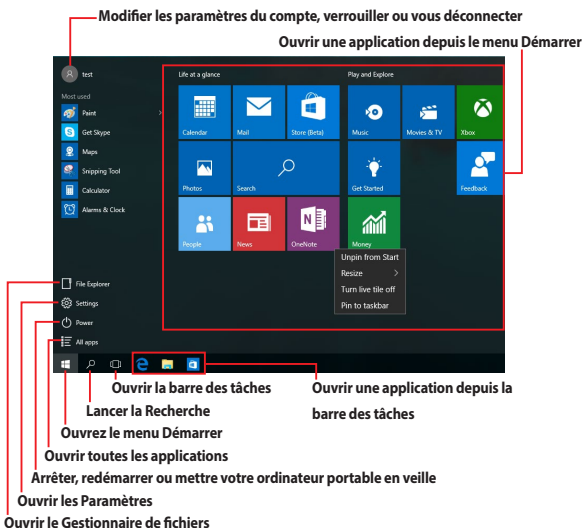 Modifier les paramètres du compte, verrouiller ou vous déconnecter
Ouvrir une application depuis le menu Démarrer
test
Life at a glance
Play and Explore
Most used
Paint
Get Skype
Maps
Snipping Tool
Calculator
Alarms & Clock
Calendar
Mail
Store (Beta)
Music
Movies & TV
Xbox
Photos
Search
Get Started
Feedback
People
News
OneNote
Money
Unpin from Start
Resize
Turn live tile off
Pin to taskbar
File Explorer
Settings
Power
All apps
Ouvrir la barre des tâches
Ouvrir une application depuis la
barre des tâches
Lancer la Recherche
Ouvrez le menu Démarrer
Ouvrir toutes les applications
Arrêter, redémarrer ou mettre votre ordinateur portable en veille
Ouvrir les Paramètres
Ouvrir le Gestionnaire de fichiers